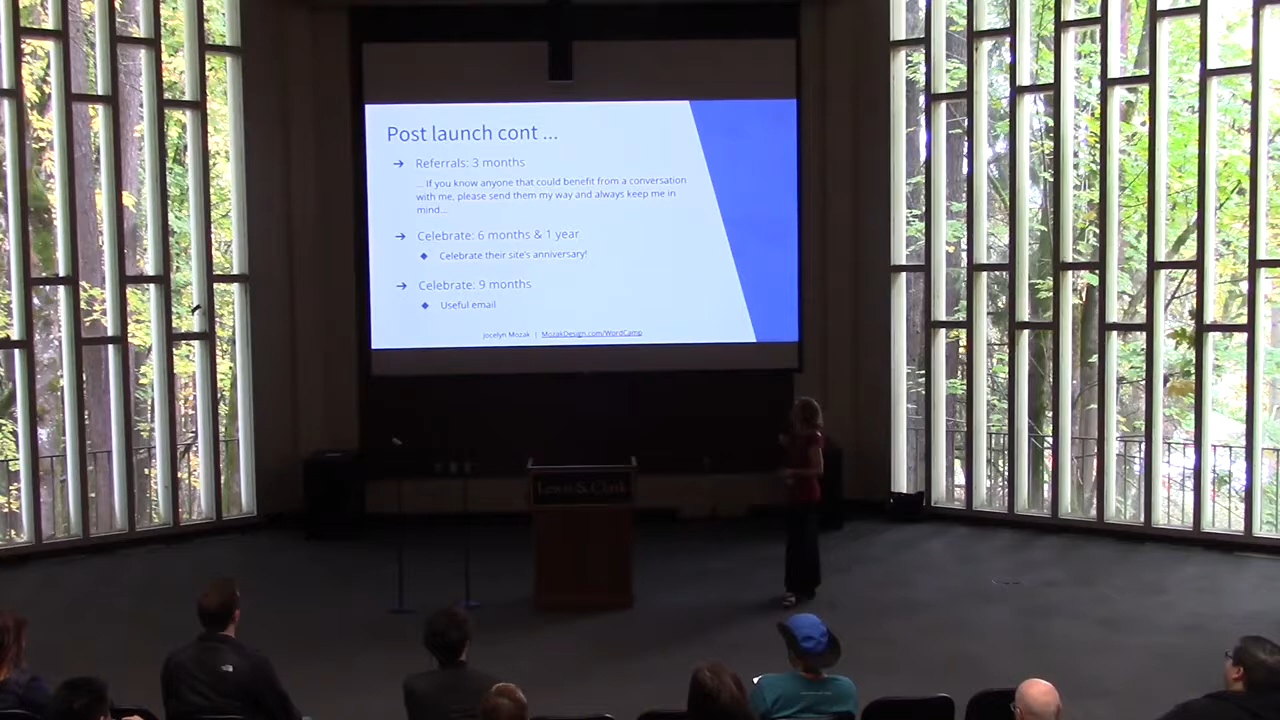 Post launch cont ...
➔ Referrals: 3 months
... If you know anyone that could benefit from a conversation
with me, please send them my way and always keep me in
mind...
➔ Celebrate: 6 months & 1 year
◆ Celebrate their site's anniversary!
➔ Celebrate: 9 months
◆ Useful email
Jocelyn Mozak | MozakDesign.com/WordCamp
Lewis & Clark